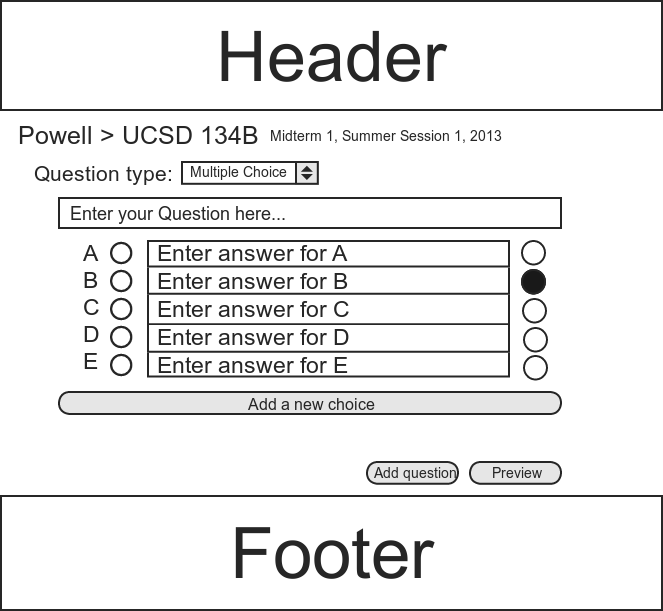 Header
Powell > UCSD 134B Midterm 1, Summer Session 1, 2013
Question type: Multiple Choice
Enter your Question here...
A Enter answer for A
B Enter answer for B
C Enter answer for C
D Enter answer for D
E Enter answer for E
Add a new choice
Add question Preview
Footer